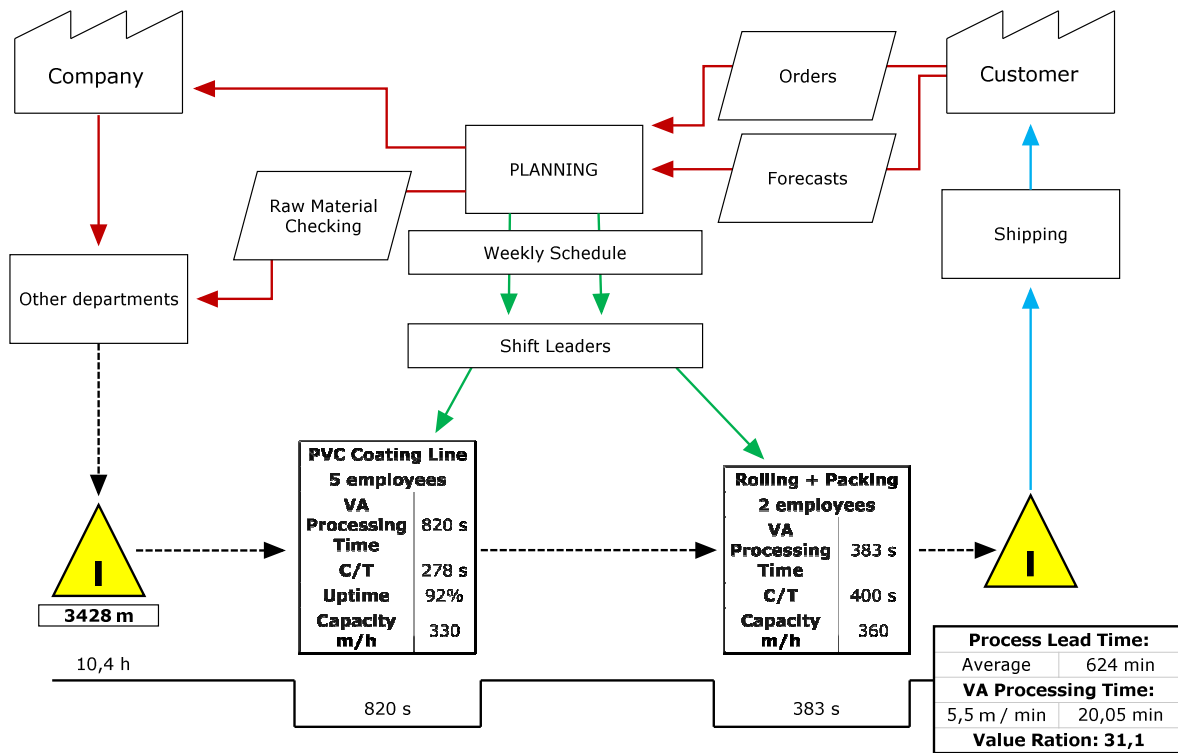 Company
Orders
Customer
PLANNING
Forecasts
Raw Material
Checking
Shipping
Weekly Schedule
Other departments
Shift Leaders
PVC Coating Line
5 employees
VA
Processing
Time
820 s
C/T
278 s
Uptime
92%
Capacity
m/h
330
Rolling + Packing
2 employees
VA
Processing
Time
383 s
C/T
400 s
Capacity
m/h
360
I
3428 m
I
10,4 h
820 s
383 s
Process Lead Time:
Average 624 min
VA Processing Time:
5,5 m / min 20,05 min
Value Ration: 31,1